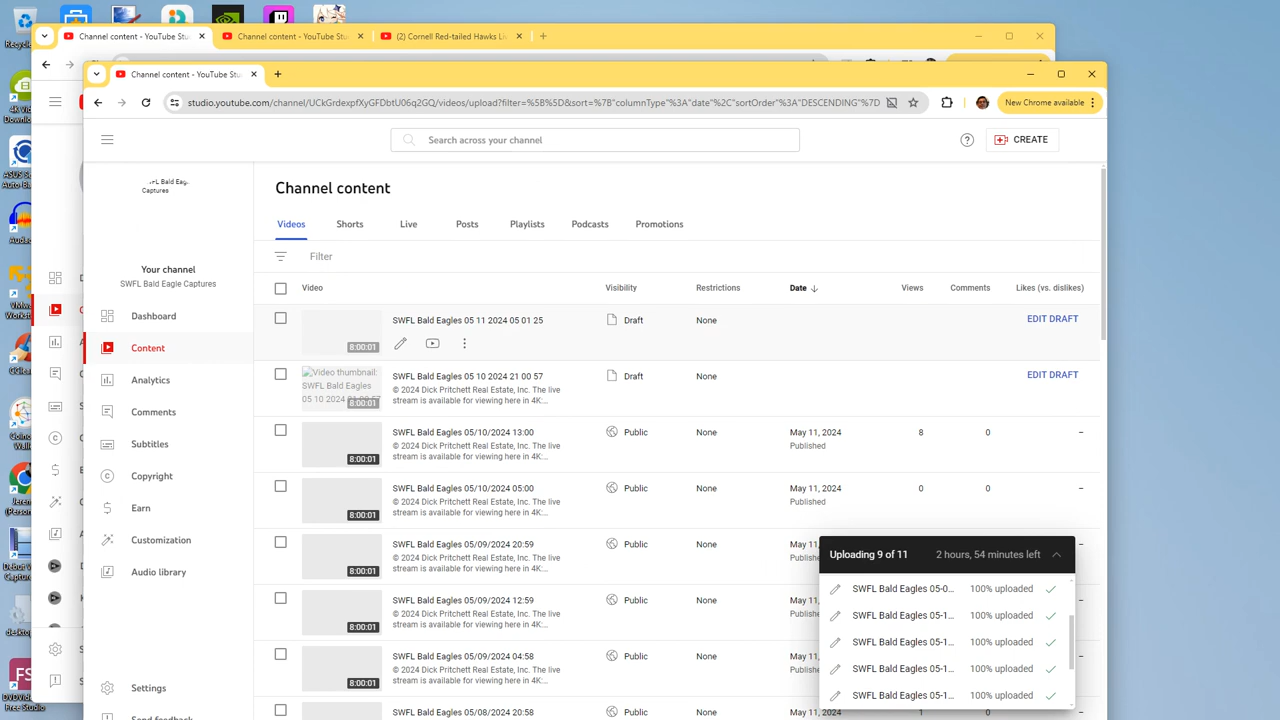 Recycle
Channel content - YouTube Stu
Channel content - YouTube Stu
(2) Cornell Red-tailed Hawks Li
Channel content - YouTube Stu
studio.youtube.com/channel/UCkGrdexpfXyGFDbtU06q2GQ/videos/upload?filter=%5B%5D&sort=%7B"columnType"%3A"date"%2C"sortOrder"%3A"DESCENDING"%7D
New Chrome available
Search across your channel
CREATE
SWFL Bald Eag..
Captures
Your channel
SWFL Bald Eagle Captures
Dashboard
Content
Analytics
Comments
Subtitles
Copyright
Earn
Customization
Audio library
Settings
Send feedback
Channel content
Videos
Shorts
Live
Posts
Playlists
Podcasts
Promotions
Filter
Video
Visibility
Restrictions
Date
Views
Comments
Likes (vs. dislikes)
8:00:01
SWFL Bald Eagles 05 11 2024 05 01 25
Draft
None
EDIT DRAFT
Video thumbnail:
SWFL Bald Eagles
05 10 2024 21 00 57
8:00:01
SWFL Bald Eagles 05 10 2024 21 00 57
© 2024 Dick Pritchett Real Estate, Inc. The live
stream is available for viewing here in 4K:...
Draft
None
EDIT DRAFT
8:00:01
SWFL Bald Eagles 05/10/2024 13:00
© 2024 Dick Pritchett Real Estate, Inc. The live
stream is available for viewing here in 4K:...
Public
None
May 11, 2024
Published
8
0
–
8:00:01
SWFL Bald Eagles 05/10/2024 05:00
© 2024 Dick Pritchett Real Estate, Inc. The live
stream is available for viewing here in 4K:...
Public
None
May 11, 2024
Published
0
0
–
8:00:01
SWFL Bald Eagles 05/09/2024 20:59
© 2024 Dick Pritchett Real Estate, Inc. The live
stream is available for viewing here in 4K:...
Public
None
May 11, 2024
Published
8:00:01
SWFL Bald Eagles 05/09/2024 12:59
© 2024 Dick Pritchett Real Estate, Inc. The live
stream is available for viewing here in 4K:...
Public
None
May 11, 2024
Published
8:00:01
SWFL Bald Eagles 05/09/2024 04:58
© 2024 Dick Pritchett Real Estate, Inc. The live
stream is available for viewing here in 4K:...
Public
None
May 11, 2024
Published
SWFL Bald Eagles 05/08/2024 20:58
Public
None
May 11, 2024
1
0
Uploading 9 of 11
2 hours, 54 minutes left
SWFL Bald Eagles 05-0...
100% uploaded
SWFL Bald Eagles 05-1...
100% uploaded
SWFL Bald Eagles 05-1...
100% uploaded
SWFL Bald Eagles 05-1...
100% uploaded
SWFL Bald Eagles 05-1...
100% uploaded